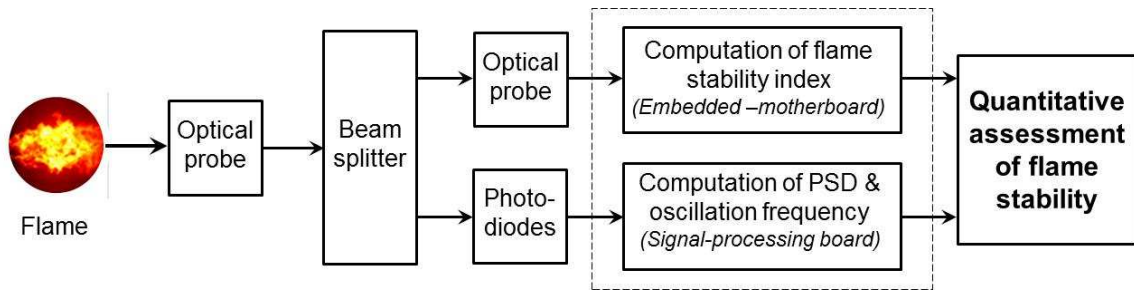 Flame
Optical
probe
Beam
splitter
Optical
probe
Photo-
diodes
Computation of flame
stability index
(Embedded –motherboard)
Computation of PSD &
oscillation frequency
(Signal-processing board)
Quantitative
assessment
of flame
stability